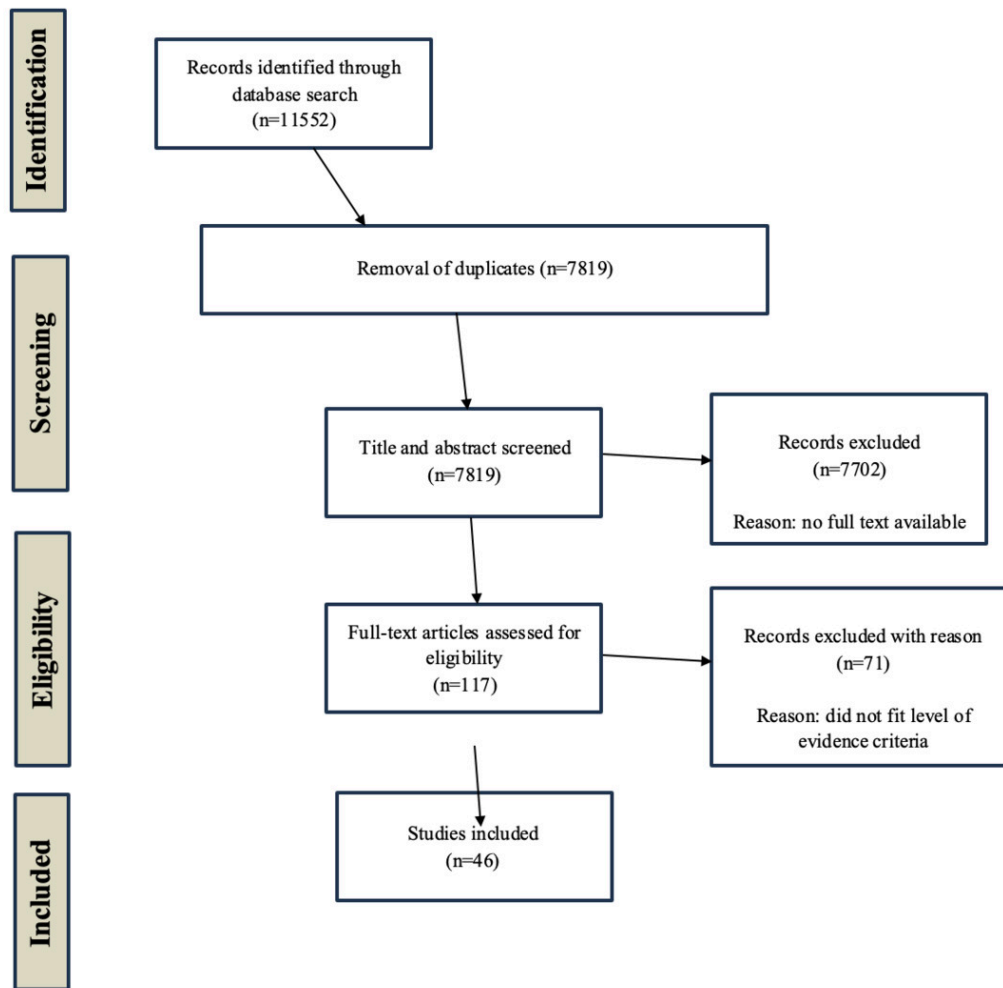 Identification
Records identified through
database search
(n=11552)
Removal of duplicates (n=7819)
Screening
Title and abstract screened
(n=7819)
Records excluded
(n=7702)
Reason: no full text available
Eligibility
Full-text articles assessed for
eligibility
(n=117)
Records excluded with reason
(n=71)
Reason: did not fit level of
evidence criteria
Included
Studies included
(n=46)